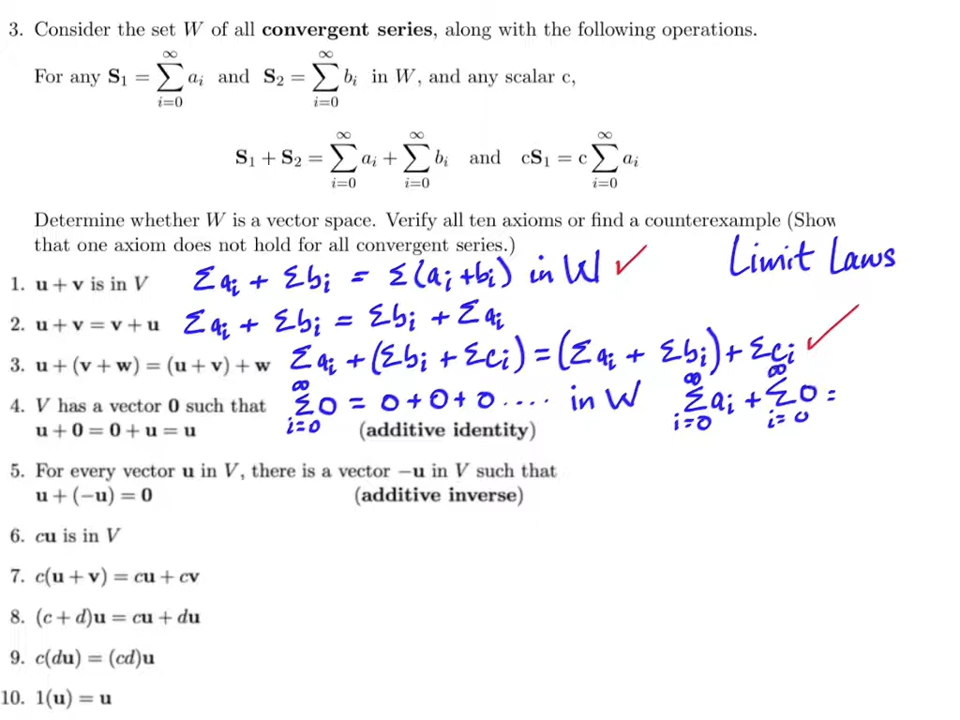 3. Consider the set W of all convergent series, along with the following operations.
For any S₁ = ∑_{i=0}^{∞} aᵢ and S₂ = ∑_{i=0}^{∞} bᵢ in W, and any scalar c,
S₁ + S₂ = ∑_{i=0}^{∞} aᵢ + ∑_{i=0}^{∞} bᵢ and cS₁ = c ∑_{i=0}^{∞} aᵢ
Determine whether W is a vector space. Verify all ten axioms or find a counterexample (Show
that one axiom does not hold for all convergent series.)
Limit Laws
1. u + v is in V Σaᵢ + Σbᵢ = Σ(aᵢ + bᵢ) in W ✓
2. u + v = v + u Σaᵢ + Σbᵢ = Σbᵢ + Σaᵢ
3. u + (v + w) = (u + v) + w Σaᵢ + (Σbᵢ + Σcᵢ) = (Σaᵢ + Σbᵢ) + Σcᵢ ✓
4. V has a vector 0 such that ∑_{i=0}^{∞} 0 = 0 + 0 + 0 .... in W ∑_{i=0}^{∞} aᵢ + ∑_{i=0}^{∞} 0 =
u + 0 = 0 + u = u (additive identity)
5. For every vector u in V, there is a vector −u in V such that
u + (−u) = 0 (additive inverse)
6. cu is in V
7. c(u + v) = cu + cv
8. (c + d)u = cu + du
9. c(du) = (cd)u
10. 1(u) = u